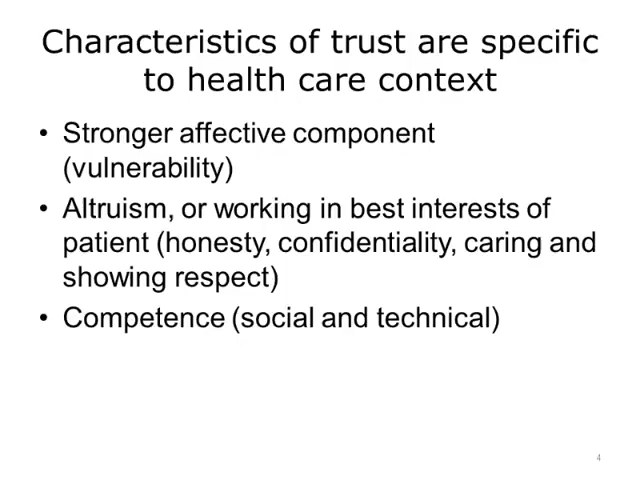 Characteristics of trust are specific
to health care context
• Stronger affective component
(vulnerability)
• Altruism, or working in best interests of
patient (honesty, confidentiality, caring and
showing respect)
• Competence (social and technical)
4